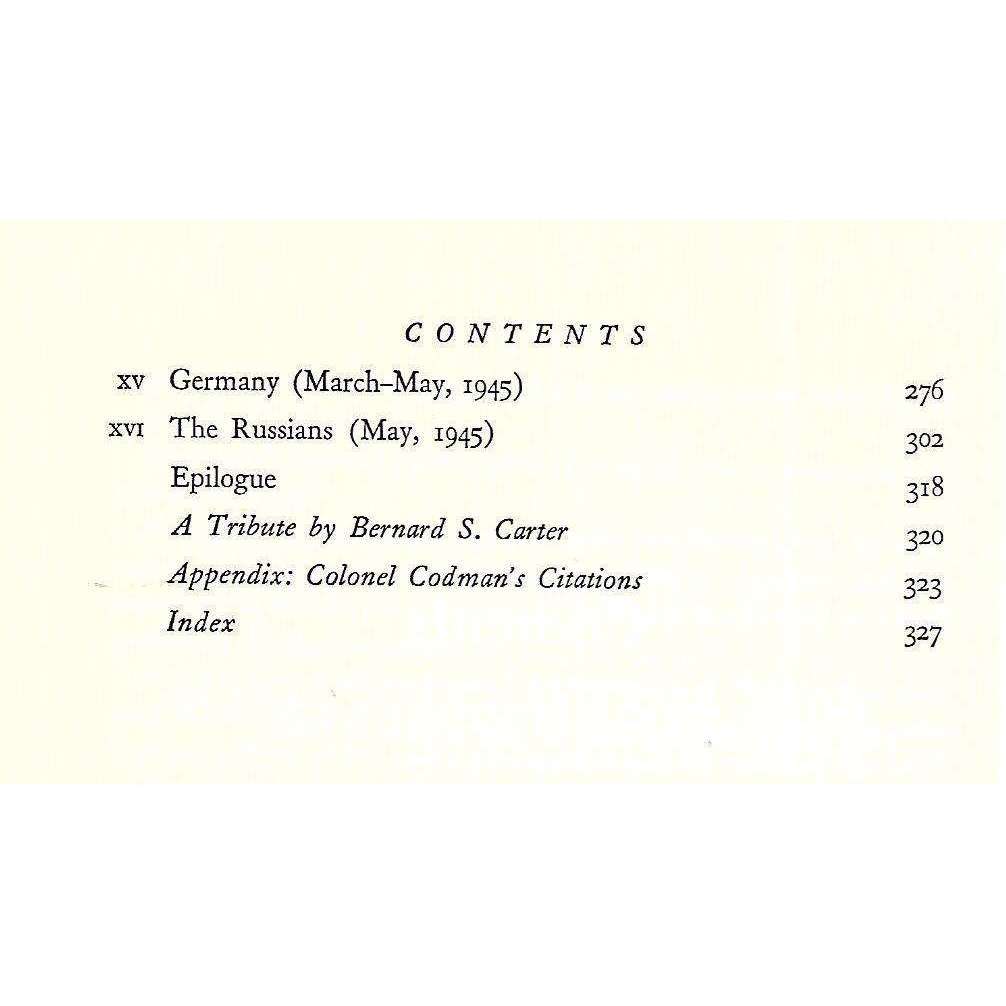 CONTENTS
XV Germany (March–May, 1945) 276
XVI The Russians (May, 1945) 302
Epilogue 318
A Tribute by Bernard S. Carter 320
Appendix: Colonel Codman's Citations 323
Index 327